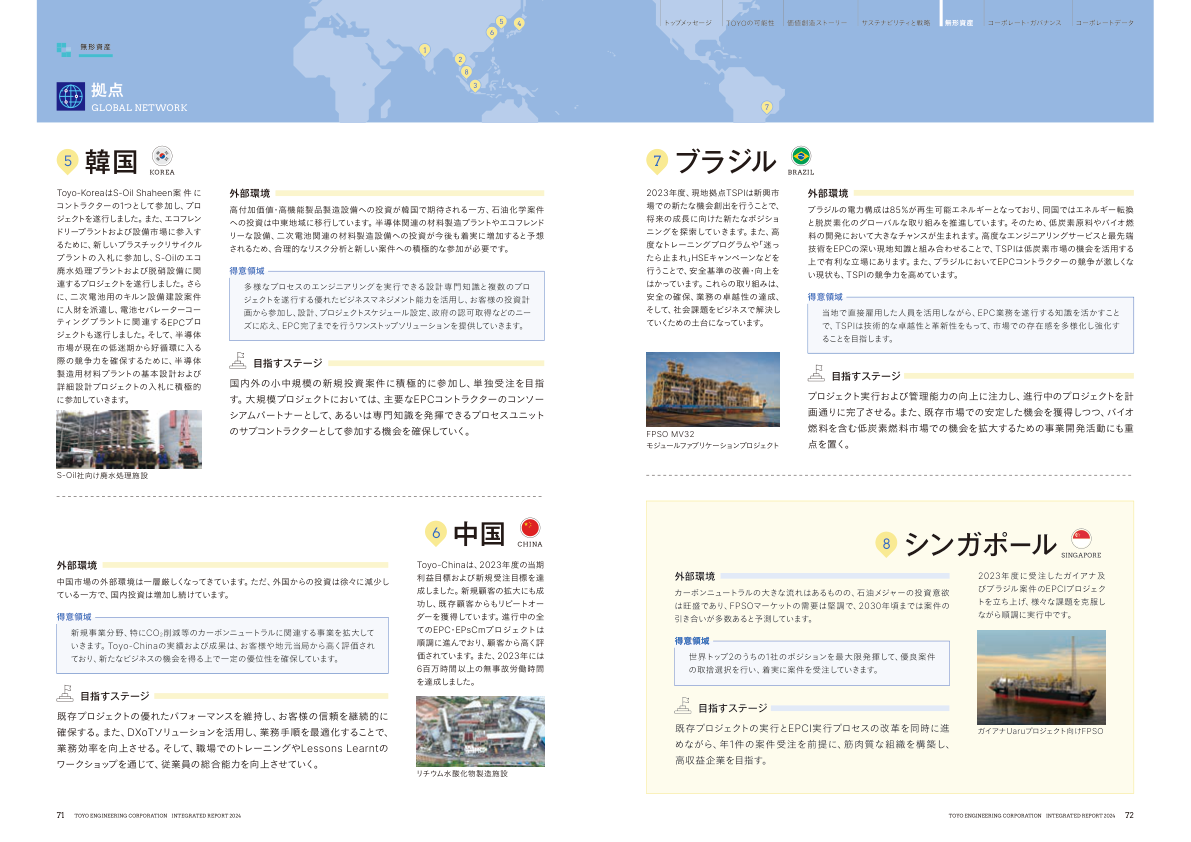 無形資産
拠点
GLOBAL NETWORK
トップメッセージ
TOYOの可能性
価値創造ストーリー
サステナビリティと戦略
無形資産
コーポレート・ガバナンス
コーポレートデータ
1
2
8
3
5
4
6
7
5 韓国
KOREA
Toyo-KoreaはS-Oil Shaheen案件に
コントラクターの1つとして参加し、プロ
ジェクトを遂行しました。また、エコフレン
ドリープラントおよび設備市場に参入す
るために、新しいプラスチックリサイクル
プラントの入札に参加し、S-Oilのエコ
廃水処理プラントおよび脱硝設備に関
連するプロジェクトを遂行しました。さら
に、二次電池用のキルン設備建設案件
に人財を派遣し、電池セパレーターコー
ティングプラントに関連するEPCプロ
ジェクトも遂行しました。そして、半導体
市場が現在の低迷期から好循環に入る
際の競争力を確保するために、半導体
製造用材料プラントの基本設計および
詳細設計プロジェクトの入札に積極的
に参加していきます。
S-Oil社向け廃水処理施設
外部環境
高付加価値・高機能製品製造設備への投資が韓国で期待される一方、石油化学案件
への投資は中東地域に移行しています。半導体関連の材料製造プラントやエコフレンド
リーな設備、二次電池関連の材料製造設備への投資が今後も着実に増加すると予想
されるため、合理的なリスク分析と新しい案件への積極的な参加が必要です。
得意領域
多様なプロセスのエンジニアリングを実行できる設計専門知識と複数のプロ
ジェクトを遂行する優れたビジネスマネジメント能力を活用し、お客様の投資計
画から参加し、設計、プロジェクトスケジュール設定、政府の認可取得などのニー
ズに応え、EPC完了までを行うワンストップソリューションを提供していきます。
目指すステージ
国内外の小中規模の新規投資案件に積極的に参加し、単独受注を目指
す。大規模プロジェクトにおいては、主要なEPCコントラクターのコンソー
シアムパートナーとして、あるいは専門知識を発揮できるプロセスユニット
のサブコントラクターとして参加する機会を確保していく。
6 中国
CHINA
外部環境
中国市場の外部環境は一層厳しくなってきています。ただ、外国からの投資は徐々に減少し
ている一方で、国内投資は増加し続けています。
得意領域
新規事業分野、特にCO₂削減等のカーボンニュートラルに関連する事業を拡大して
いきます。Toyo-Chinaの実績および成果は、お客様や地元当局から高く評価され
ており、新たなビジネスの機会を得る上で一定の優位性を確保しています。
目指すステージ
既存プロジェクトの優れたパフォーマンスを維持し、お客様の信頼を継続的に
確保する。また、DXoTソリューションを活用し、業務手順を最適化することで、
業務効率を向上させる。そして、職場でのトレーニングやLessons Learntの
ワークショップを通じて、従業員の総合能力を向上させていく。
Toyo-Chinaは、2023年度の当期
利益目標および新規受注目標を達
成しました。新規顧客の拡大にも成
功し、既存顧客からもリピートオー
ダーを獲得しています。進行中の全
てのEPC・EPsCmプロジェクトは
順調に進んでおり、顧客から高く評
価されています。また、2023年には
6百万時間以上の無事故労働時間
を達成しました。
リチウム水酸化物製造施設
7 ブラジル
BRAZIL
2023年度、現地拠点TSPIは新興市
場での新たな機会創出を行うことで、
将来の成長に向けた新たなポジショ
ニングを探索していきます。また、高
度なトレーニングプログラムや「迷っ
たら止まれ」HSEキャンペーンなどを
行うことで、安全基準の改善・向上を
はかっています。これらの取り組みは、
安全の確保、業務の卓越性の達成、
そして、社会課題をビジネスで解決し
ていくための土台になっています。
FPSO MV32
モジュールファブリケーションプロジェクト
外部環境
ブラジルの電力構成は85%が再生可能エネルギーとなっており、同国ではエネルギー転換
と脱炭素化のグローバルな取り組みを推進しています。そのため、低炭素原料やバイオ燃
料の開発において大きなチャンスが生まれます。高度なエンジニアリングサービスと最先端
技術をEPCの深い現地知識と組み合わせることで、TSPIは低炭素市場の機会を活用する
上で有利な立場にあります。また、ブラジルにおいてEPCコントラクターの競争が激しくな
い現状も、TSPIの競争力を高めています。
得意領域
当地で直接雇用した人員を活用しながら、EPC業務を遂行する知識を活かすこと
で、TSPIは技術的な卓越性と革新性をもって、市場での存在感を多様化し強化す
ることを目指します。
目指すステージ
プロジェクト実行および管理能力の向上に注力し、進行中のプロジェクトを計
画通りに完了させる。また、既存市場での安定した機会を獲得しつつ、バイオ
燃料を含む低炭素燃料市場での機会を拡大するための事業開発活動にも重
点を置く。
8 シンガポール
SINGAPORE
外部環境
カーボンニュートラルの大きな流れはあるものの、石油メジャーの投資意欲
は旺盛であり、FPSOマーケットの需要は堅調で、2030年頃までは案件の
引き合いが多数あると予測しています。
得意領域
世界トップ2のうちの1社のポジションを最大限発揮して、優良案件
の取捨選択を行い、着実に案件を受注していきます。
目指すステージ
既存プロジェクトの実行とEPCI実行プロセスの改革を同時に進
めながら、年1件の案件受注を前提に、筋肉質な組織を構築し、
高収益企業を目指す。
2023年度に受注したガイアナ及
びブラジル案件のEPCIプロジェク
トを立ち上げ、様々な課題を克服し
ながら順調に実行中です。
ガイアナUaruプロジェクト向けFPSO
71 TOYO ENGINEERING CORPORATION INTEGRATED REPORT 2024
TOYO ENGINEERING CORPORATION INTEGRATED REPORT 2024 72